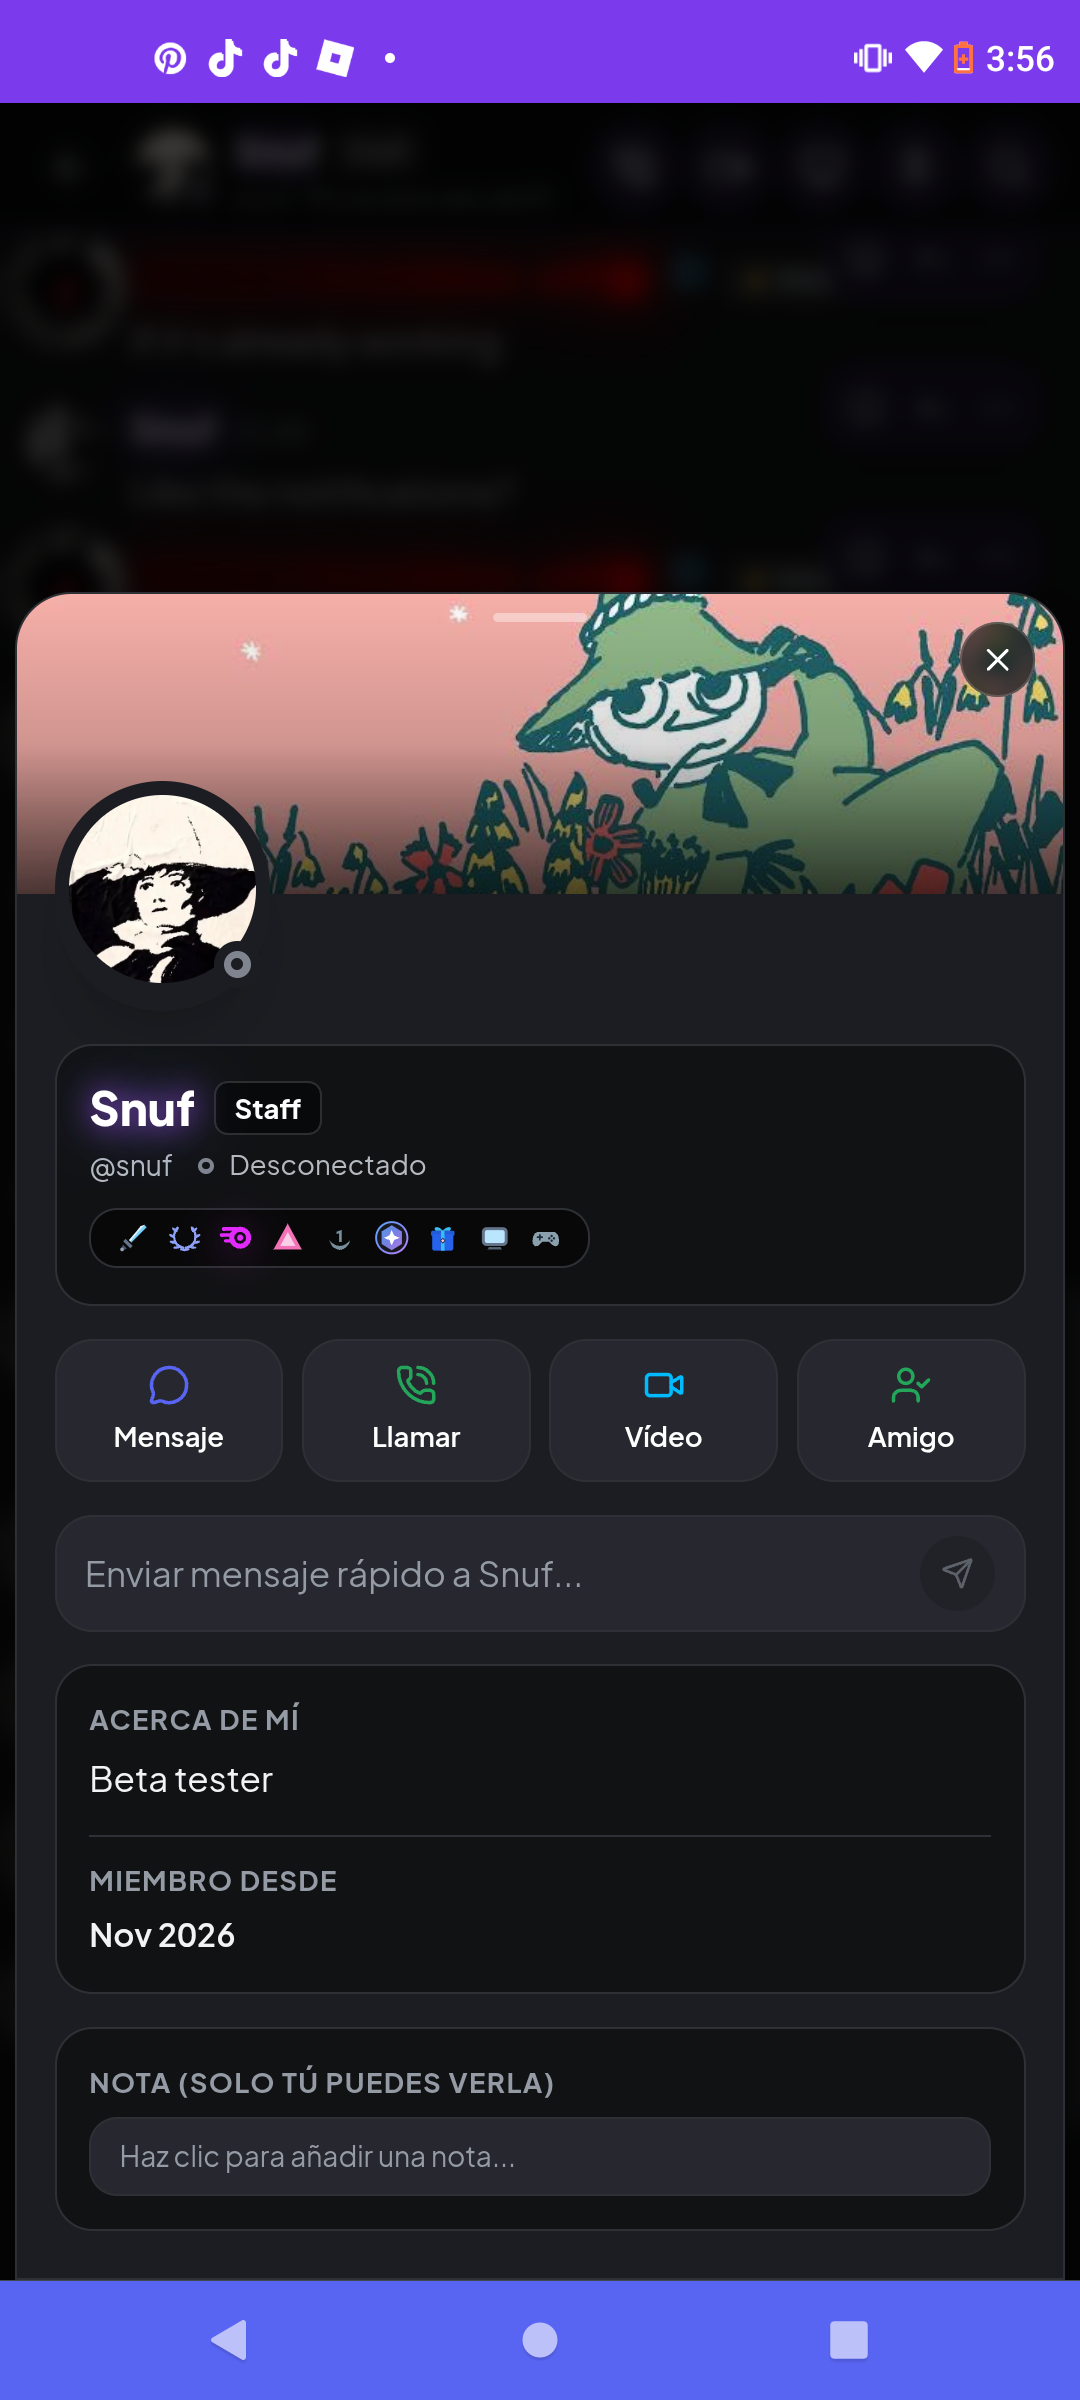 3:56
Snuf Staff
@snuf Desconectado
Mensaje
Llamar
Vídeo
Amigo
Enviar mensaje rápido a Snuf...
ACERCA DE MÍ
Beta tester
MIEMBRO DESDE
Nov 2026
NOTA (SOLO TÚ PUEDES VERLA)
Haz clic para añadir una nota...